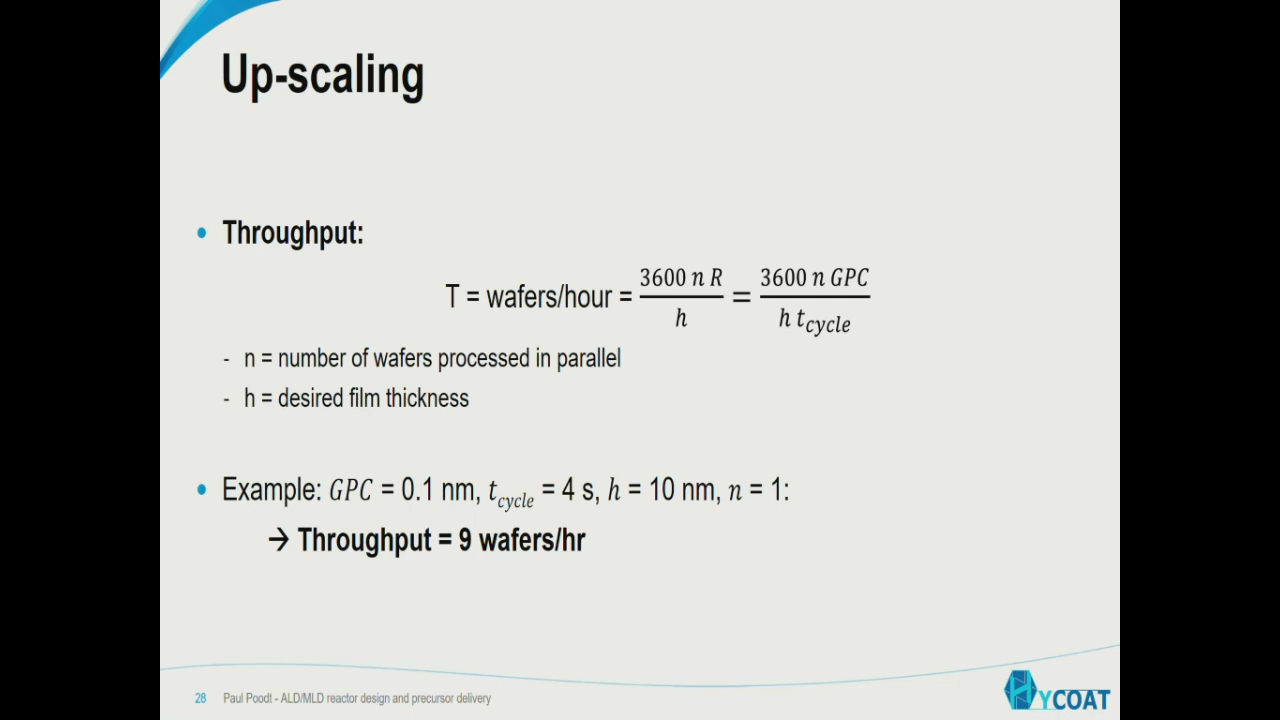 Up-scaling
• Throughput:
T = wafers/hour = 3600 n R / h = 3600 n GPC / h t_cycle
- n = number of wafers processed in parallel
- h = desired film thickness
• Example: GPC = 0.1 nm, t_cycle = 4 s, h = 10 nm, n = 1:
→ Throughput = 9 wafers/hr
28 Paul Poodt - ALD/MLD reactor design and precursor delivery
HYCOAT